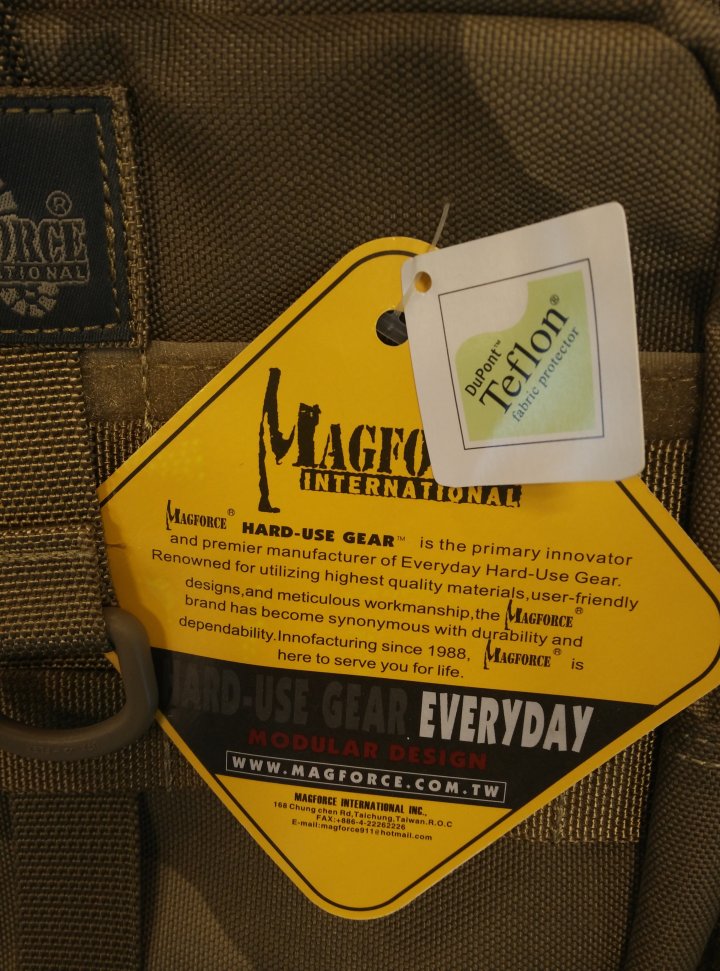 ORCE
®
NATIONAL
DuPont™
Teflon®
fabric protector
MAGFO
INTERNATIONAL
MAGFORCE® HARD-USE GEAR™ is the primary innovator
and premier manufacturer of Everyday Hard-Use Gear.
Renowned for utilizing highest quality materials,user-friendly
designs,and meticulous workmanship,the MAGFORCE®
brand has become synonymous with durability and
dependability.Innofacturing since 1988, MAGFORCE® is
here to serve you for life.
HARD-USE GEAR EVERYDAY
MODULAR DESIGN
WWW.MAGFORCE.COM.TW
MAGFORCE INTERNATIONAL INC.,
168 Chung chen Rd,Taichung,Taiwan.R.O.C
FAX:+886-4-22262226
E-mail:magforce911@hotmail.com